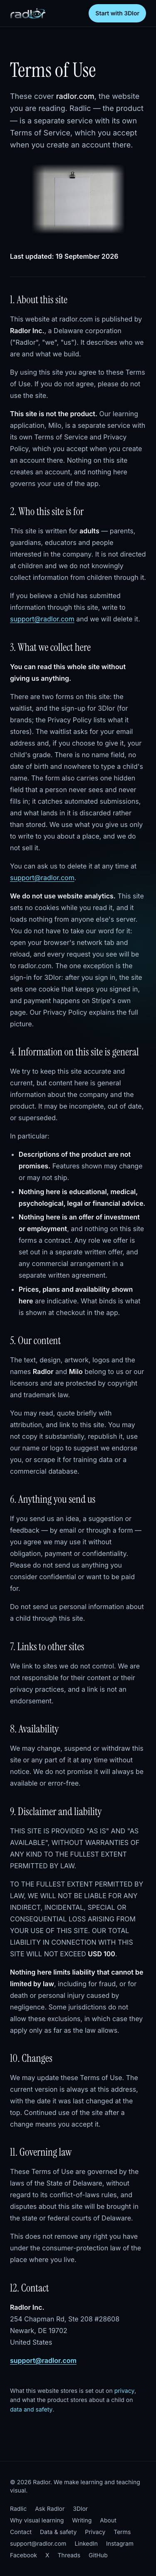 radlor
Start with 3Dlor
Terms of Use
These cover radlor.com, the website
you are reading. Radlic — the product
— is a separate service with its own
Terms of Service, which you accept
when you create an account.
Last updated: 19 September 2026
1. About this site
This website at radlor.com is published by
Radlor Inc., a Delaware corporation
("Radlor", "we", "us"). It describes who we
are and what we build.
By using this site you agree to these Terms
of Use. If you do not agree, please do not
use the site.
This site is not the product. Our learning
application, Milo, is a separate service with
its own Terms of Service and Privacy
Policy, which you accept when you create
an account there. Nothing on this site
creates an account, and nothing here
governs your use of the app.
2. Who this site is for
This site is written for adults — parents,
guardians, educators and people
interested in the company. It is not directed
at children and we do not knowingly
collect information from children through it.
If you believe a child has submitted
information through this site, write to
support@radlor.com and we will delete it.
3. What we collect here
You can read this whole site without
giving us anything.
There are two forms on this site: the
waitlist, and the sign-up for 3Dlor (for
brands; the Privacy Policy lists what it
stores). The waitlist asks for your email
address and, if you choose to give it, your
child's grade. There is no name field, no
date of birth and nowhere to type a child's
name. The form also carries one hidden
field that a person never sees and never
fills in; it catches automated submissions,
and what lands in it is discarded rather
than stored. We use what you give us only
to write to you about a place, and we do
not sell it.
You can ask us to delete it at any time at
support@radlor.com.
We do not use website analytics. This site
sets no cookies while you read it, and it
loads nothing from anyone else's server.
You do not have to take our word for it:
open your browser's network tab and
reload, and every request you see will be
to radlor.com. The one exception is the
sign-in for 3Dlor: after you sign in, the site
sets one cookie that keeps you signed in,
and payment happens on Stripe's own
page. Our Privacy Policy explains the full
picture.
4. Information on this site is general
We try to keep this site accurate and
current, but content here is general
information about the company and the
product. It may be incomplete, out of date,
or superseded.
In particular:
Descriptions of the product are not
promises. Features shown may change
or may not ship.
Nothing here is educational, medical,
psychological, legal or financial advice.
Nothing here is an offer of investment
or employment, and nothing on this site
forms a contract. Any role we offer is
set out in a separate written offer, and
any commercial arrangement in a
separate written agreement.
Prices, plans and availability shown
here are indicative. What binds is what
is shown at checkout in the app.
5. Our content
The text, design, artwork, logos and the
names Radlor and Milo belong to us or our
licensors and are protected by copyright
and trademark law.
You may read, quote briefly with
attribution, and link to this site. You may
not copy it substantially, republish it, use
our name or logo to suggest we endorse
you, or scrape it for training data or a
commercial database.
6. Anything you send us
If you send us an idea, a suggestion or
feedback — by email or through a form —
you agree we may use it without
obligation, payment or confidentiality.
Please do not send us anything you
consider confidential or want to be paid
for.
Do not send us personal information about
a child through this site.
7. Links to other sites
We link to sites we do not control. We are
not responsible for their content or their
privacy practices, and a link is not an
endorsement.
8. Availability
We may change, suspend or withdraw this
site or any part of it at any time without
notice. We do not promise it will always be
available or error-free.
9. Disclaimer and liability
THIS SITE IS PROVIDED "AS IS" AND "AS
AVAILABLE", WITHOUT WARRANTIES OF
ANY KIND TO THE FULLEST EXTENT
PERMITTED BY LAW.
TO THE FULLEST EXTENT PERMITTED BY
LAW, WE WILL NOT BE LIABLE FOR ANY
INDIRECT, INCIDENTAL, SPECIAL OR
CONSEQUENTIAL LOSS ARISING FROM
YOUR USE OF THIS SITE. OUR TOTAL
LIABILITY IN CONNECTION WITH THIS
SITE WILL NOT EXCEED USD 100.
Nothing here limits liability that cannot be
limited by law, including for fraud, or for
death or personal injury caused by
negligence. Some jurisdictions do not
allow these exclusions, in which case they
apply only as far as the law allows.
10. Changes
We may update these Terms of Use. The
current version is always at this address,
with the date it was last changed at the
top. Continued use of the site after a
change means you accept it.
11. Governing law
These Terms of Use are governed by the
laws of the State of Delaware, without
regard to its conflict-of-laws rules, and
disputes about this site will be brought in
the state or federal courts of Delaware.
This does not remove any right you have
under the consumer-protection law of the
place where you live.
12. Contact
Radlor Inc.
254 Chapman Rd, Ste 208 #28608
Newark, DE 19702
United States
support@radlor.com
What this website stores is set out on privacy,
and what the product stores about a child on
data and safety.
© 2026 Radlor. We make learning and teaching
visual.
Radlic Ask Radlor 3Dlor
Why visual learning Writing About
Contact Data & safety Privacy Terms
support@radlor.com LinkedIn Instagram
Facebook X Threads GitHub